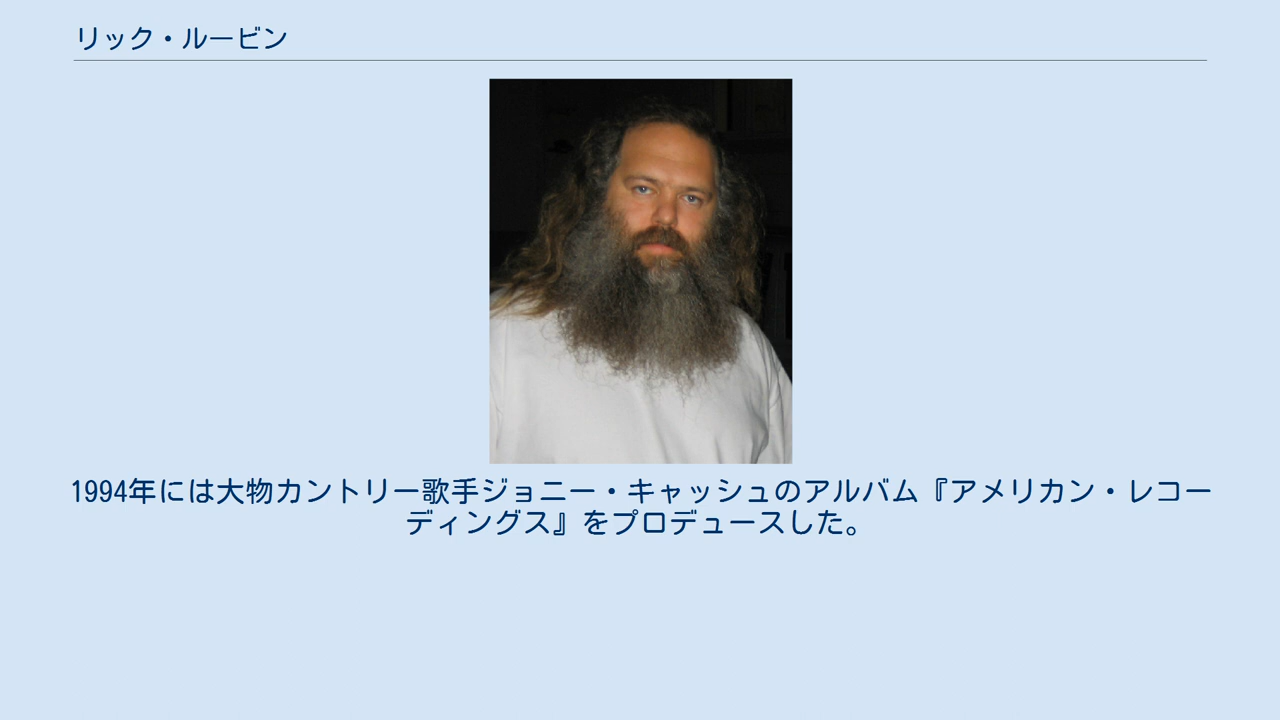 リック・ルービン
1994年には大物カントリー歌手ジョニー・キャッシュのアルバム『アメリカン・レコー
ディングス』をプロデュースした。